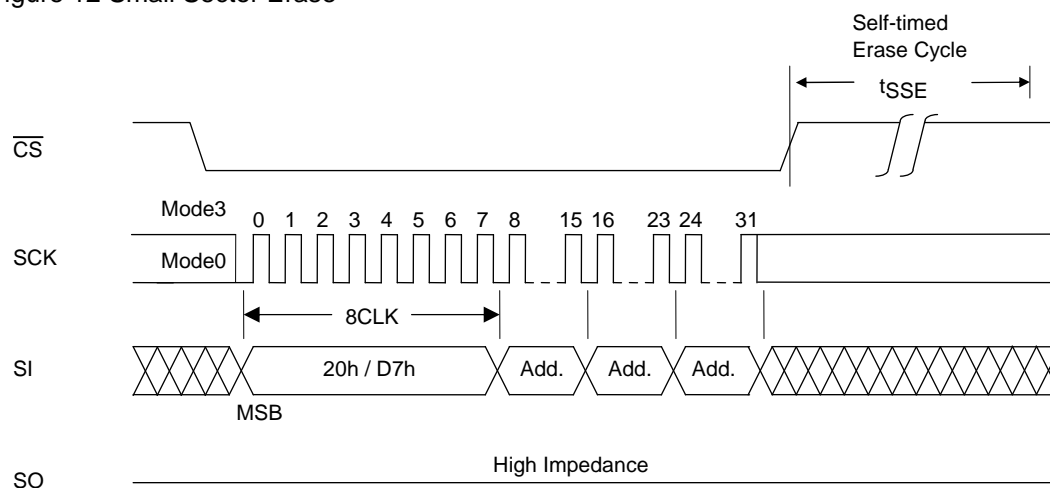 Figure 12 Small Sector Erase
Self-timed
Erase Cycle
tSSE
CS
Mode3
0 1 2 3 4 5 6 7 8 15 16 23 24 31
SCK
Mode0
8CLK
SI
20h / D7h
Add.
Add.
Add.
MSB
High Impedance
SO